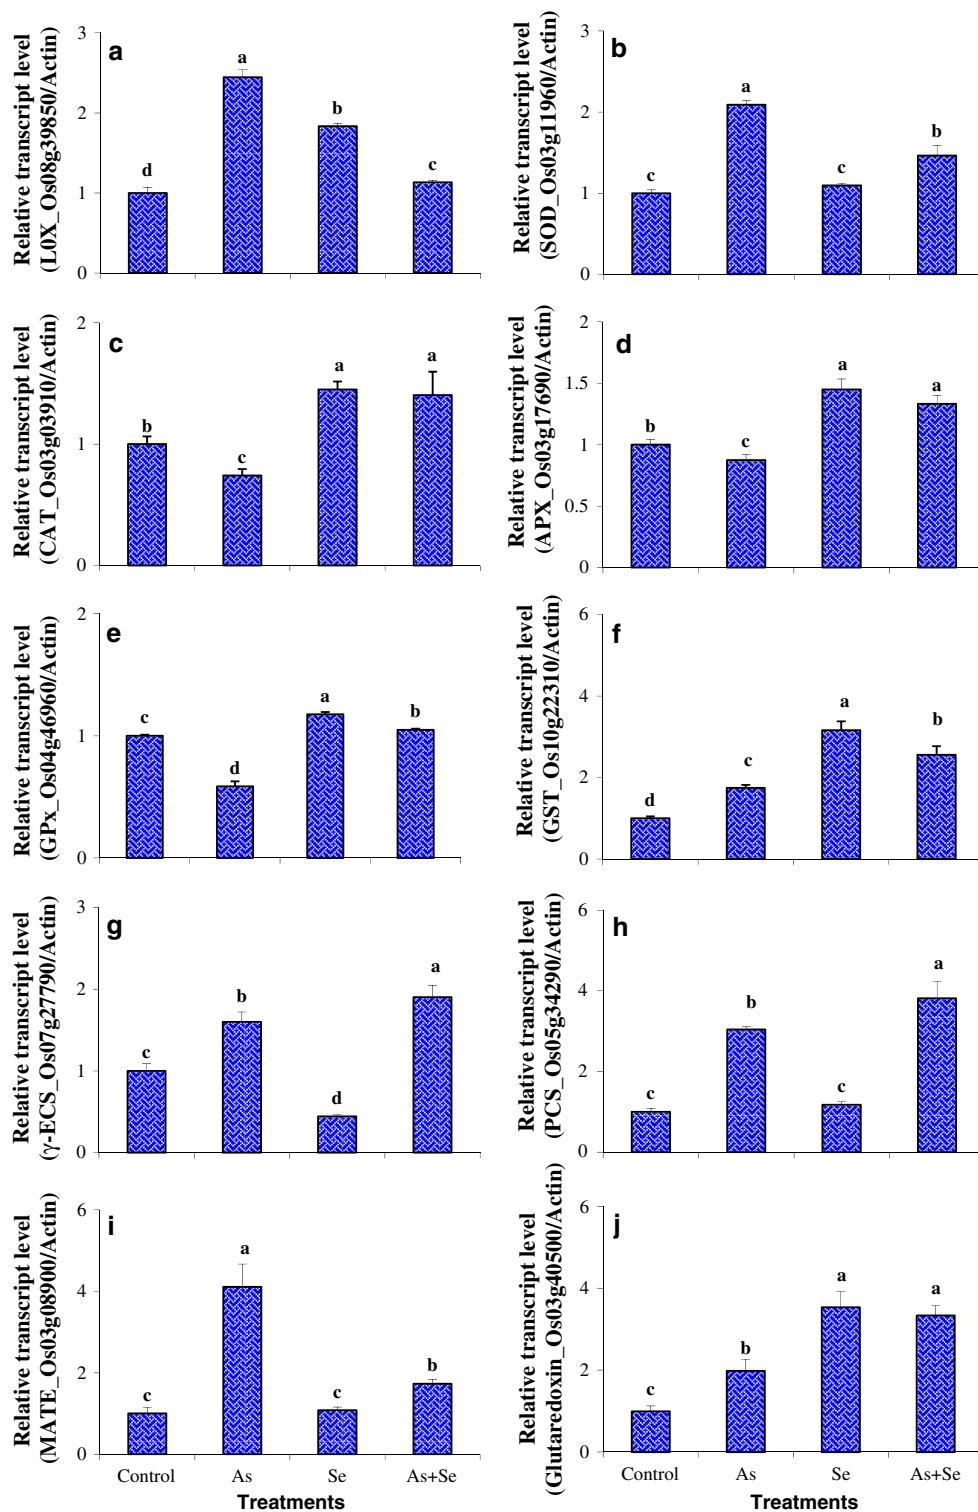 a
Relative transcript level
(L0X_Os08g39850/Actin)
3
2
1
0
d
a
b
c
b
Relative transcript level
(SOD_Os03g11960/Actin)
3
2
1
0
c
a
c
b
c
Relative transcript level
(CAT_Os03g03910/Actin)
2
1
0
b
c
a
a
d
Relative transcript level
(APX_Os03g17690/Actin)
2
1.5
1
0.5
0
b
c
a
a
e
Relative transcript level
(GPx_Os04g46960/Actin)
2
1
0
c
d
a
b
f
Relative transcript level
(GST_Os10g22310/Actin)
6
4
2
0
d
c
a
b
g
Relative transcript level
(γ-ECS_Os07g27790/Actin)
3
2
1
0
c
b
d
a
h
Relative transcript level
(PCS_Os05g34290/Actin)
6
4
2
0
c
b
c
a
i
Relative transcript level
(MATE_Os03g08900/Actin)
6
4
2
0
c
a
c
b
Control As Se As+Se
Treatments
j
Relative transcript level
(Glutaredoxin_Os03g40500/Actin)
6
4
2
0
c
b
a
a
Control As Se As+Se
Treatments